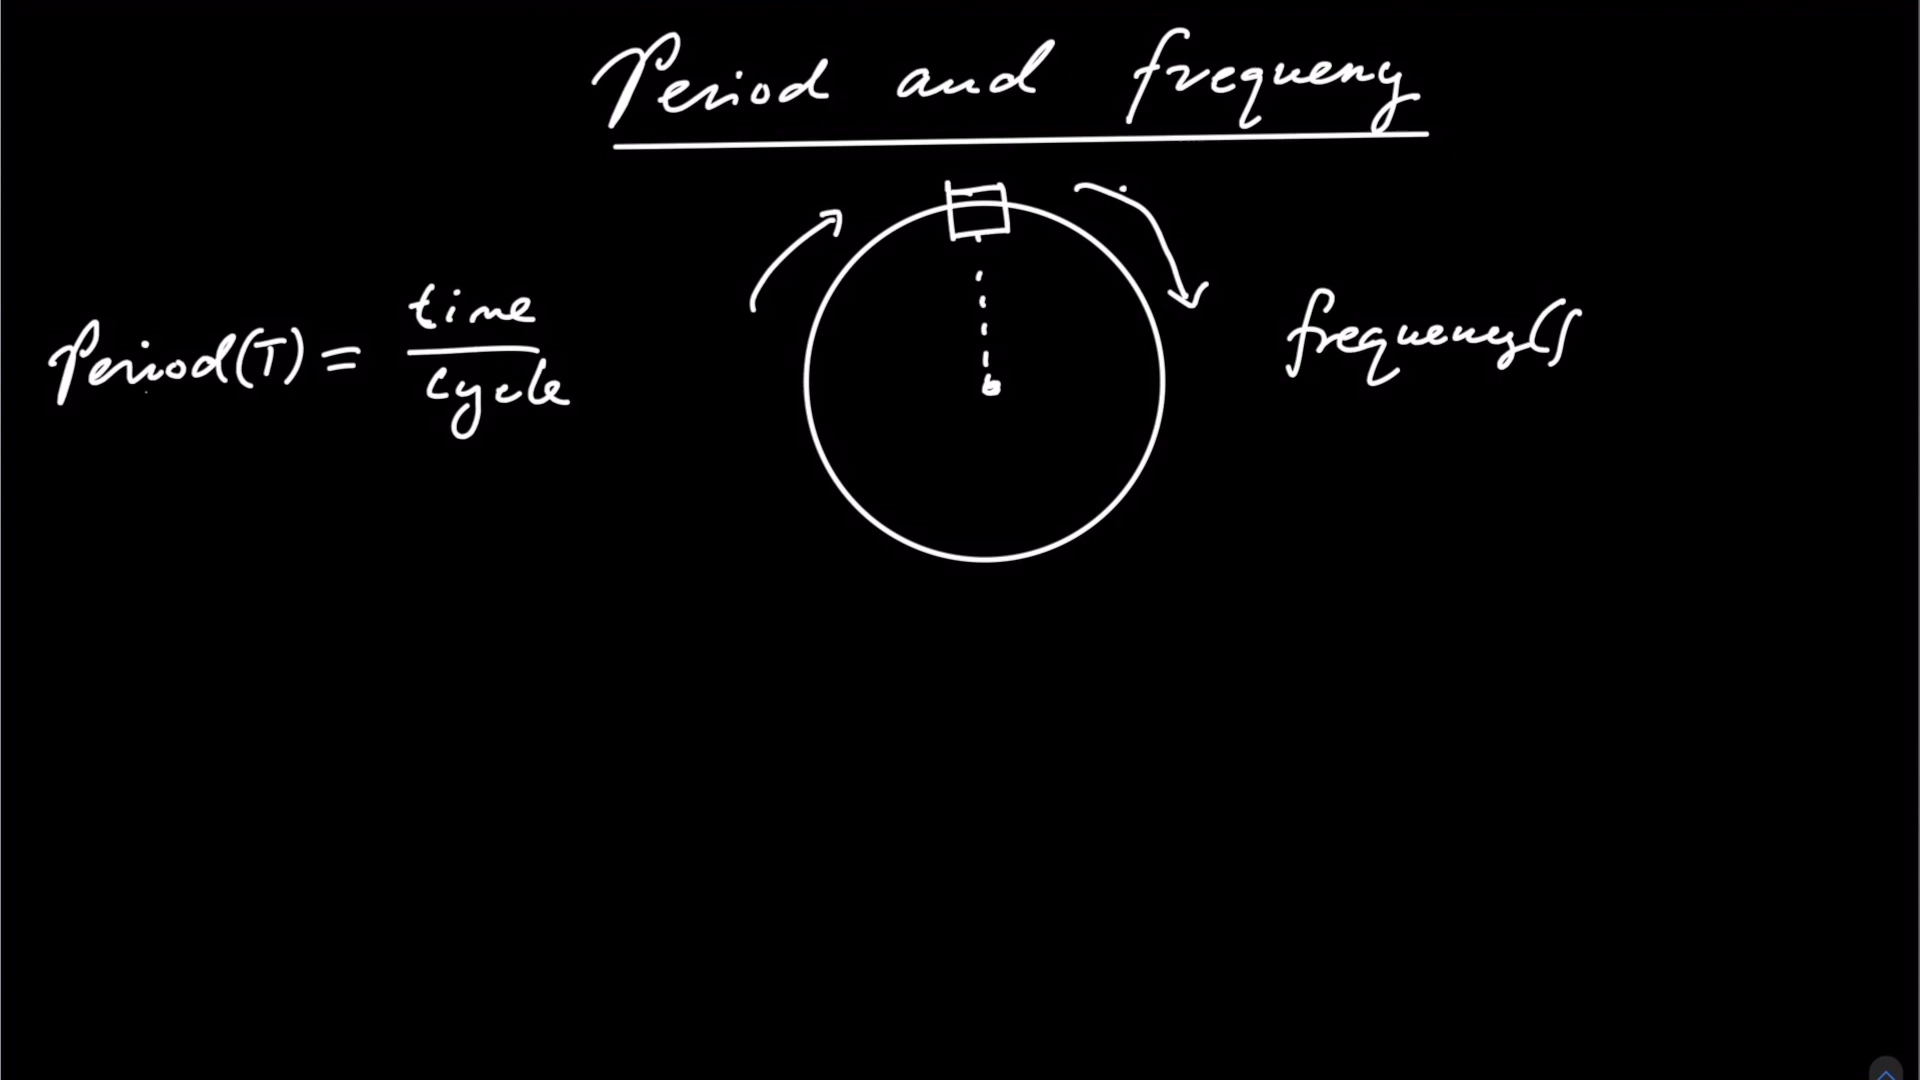 Period and frequency
Period(T) = time
cycle
frequency(f